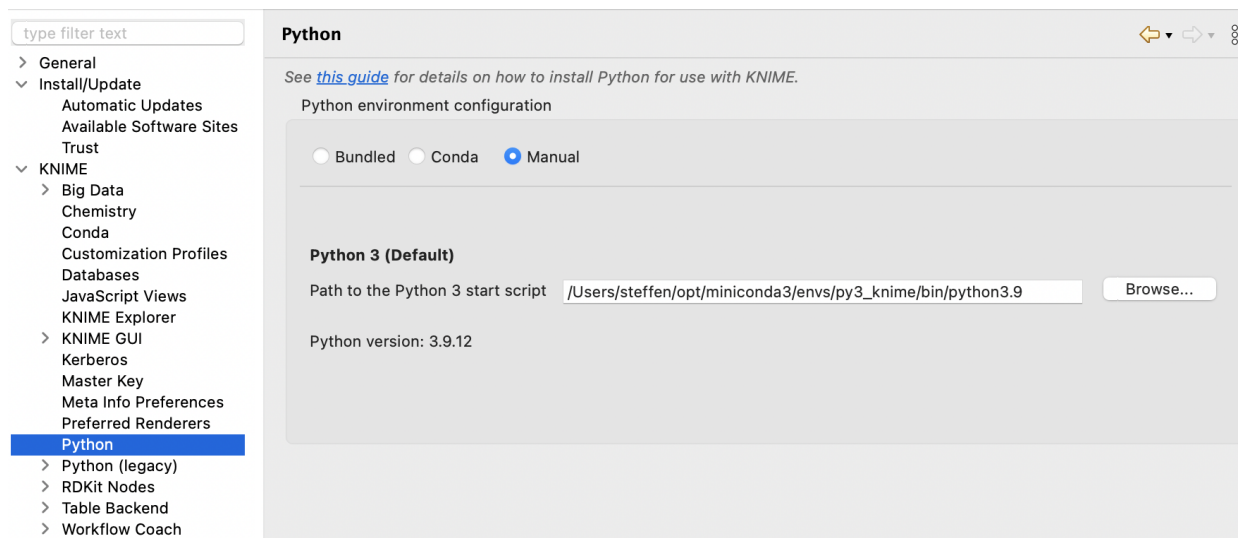 type filter text
General
Install/Update
Automatic Updates
Available Software Sites
Trust
KNIME
Big Data
Chemistry
Conda
Customization Profiles
Databases
JavaScript Views
KNIME Explorer
KNIME GUI
Kerberos
Master Key
Meta Info Preferences
Preferred Renderers
Python
Python (legacy)
RDKit Nodes
Table Backend
Workflow Coach
Python
See this guide for details on how to install Python for use with KNIME.
Python environment configuration
Bundled Conda Manual
Python 3 (Default)
Path to the Python 3 start script /Users/steffen/opt/miniconda3/envs/py3_knime/bin/python3.9 Browse...
Python version: 3.9.12